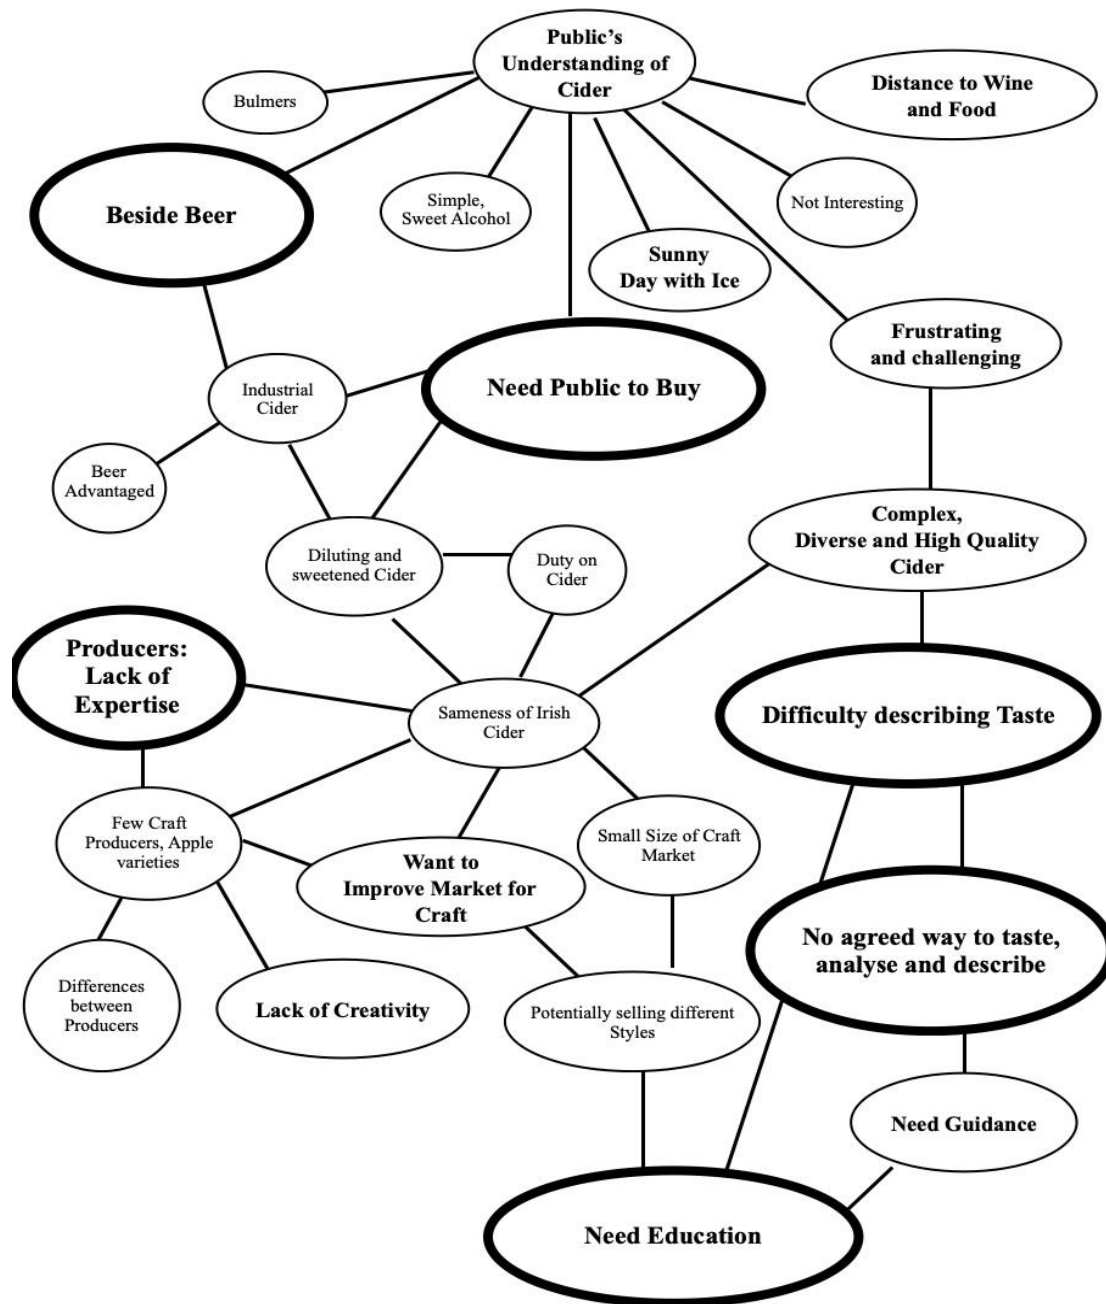 Public's
Understanding of
Cider
Distance to Wine
and Food
Bulmers
Beside Beer
Simple,
Sweet Alcohol
Not Interesting
Sunny
Day with Ice
Frustrating
and challenging
Need Public to Buy
Industrial
Cider
Beer
Advantaged
Complex,
Diverse and High Quality
Cider
Diluting and
sweetened Cider
Duty on
Cider
Producers:
Lack of
Expertise
Sameness of Irish
Cider
Difficulty describing Taste
Few Craft
Producers, Apple
varieties
Small Size of Craft
Market
Want to
Improve Market for
Craft
No agreed way to taste,
analyse and describe
Differences
between
Producers
Lack of Creativity
Potentially selling different
Styles
Need Guidance
Need Education